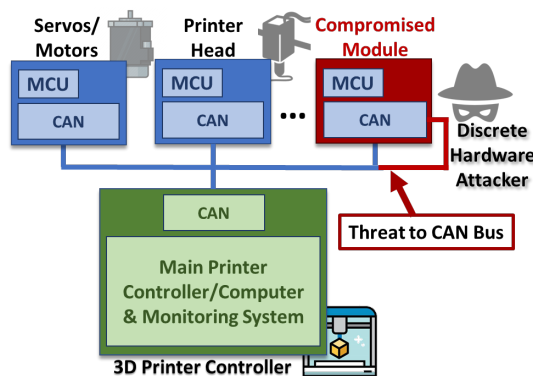 Servos/
Motors
Printer
Head
Compromised
Module
MCU
CAN
MCU
CAN
...
MCU
CAN
Discrete
Hardware
Attacker
Threat to CAN Bus
CAN
Main Printer
Controller/Computer
& Monitoring System
3D Printer Controller